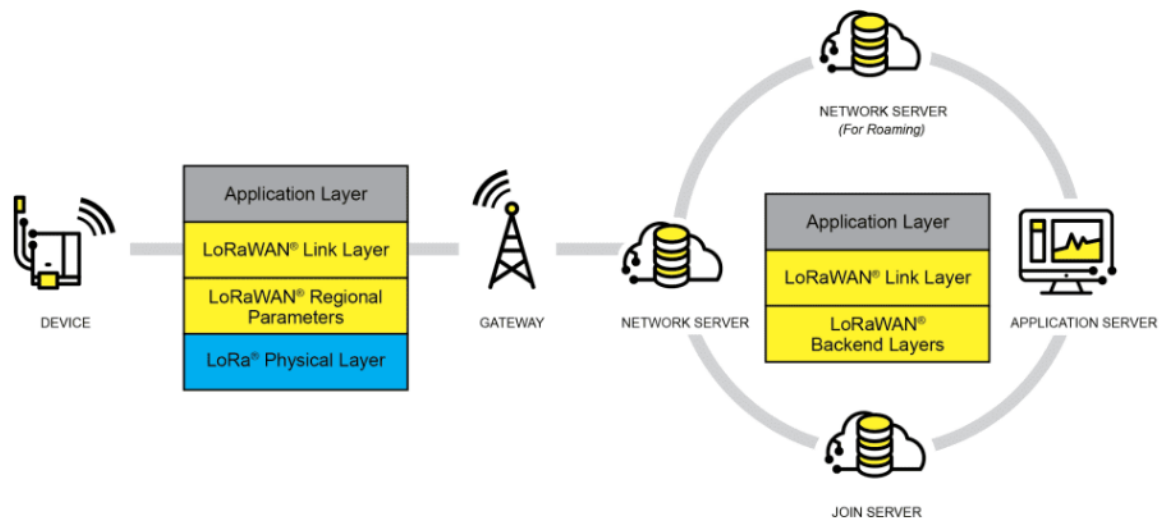 NETWORK SERVER
(For Roaming)
Application Layer
LoRaWAN® Link Layer
LoRaWAN® Regional
Parameters
LoRa® Physical Layer
Application Layer
LoRaWAN® Link Layer
LoRaWAN®
Backend Layers
DEVICE
GATEWAY
NETWORK SERVER
APPLICATION SERVER
JOIN SERVER